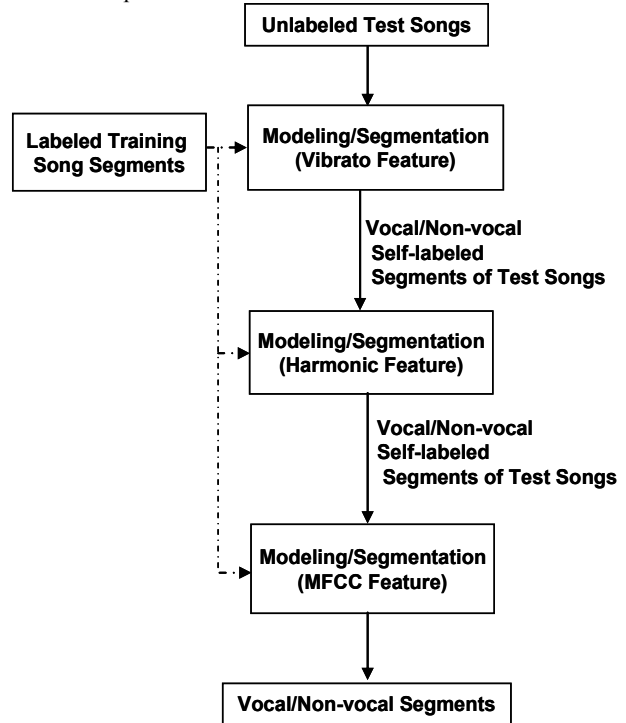 Unlabeled Test Songs
Labeled Training
Song Segments
Modeling/Segmentation
(Vibrato Feature)
Vocal/Non-vocal
Self-labeled
Segments of Test Songs
Modeling/Segmentation
(Harmonic Feature)
Vocal/Non-vocal
Self-labeled
Segments of Test Songs
Modeling/Segmentation
(MFCC Feature)
Vocal/Non-vocal Segments